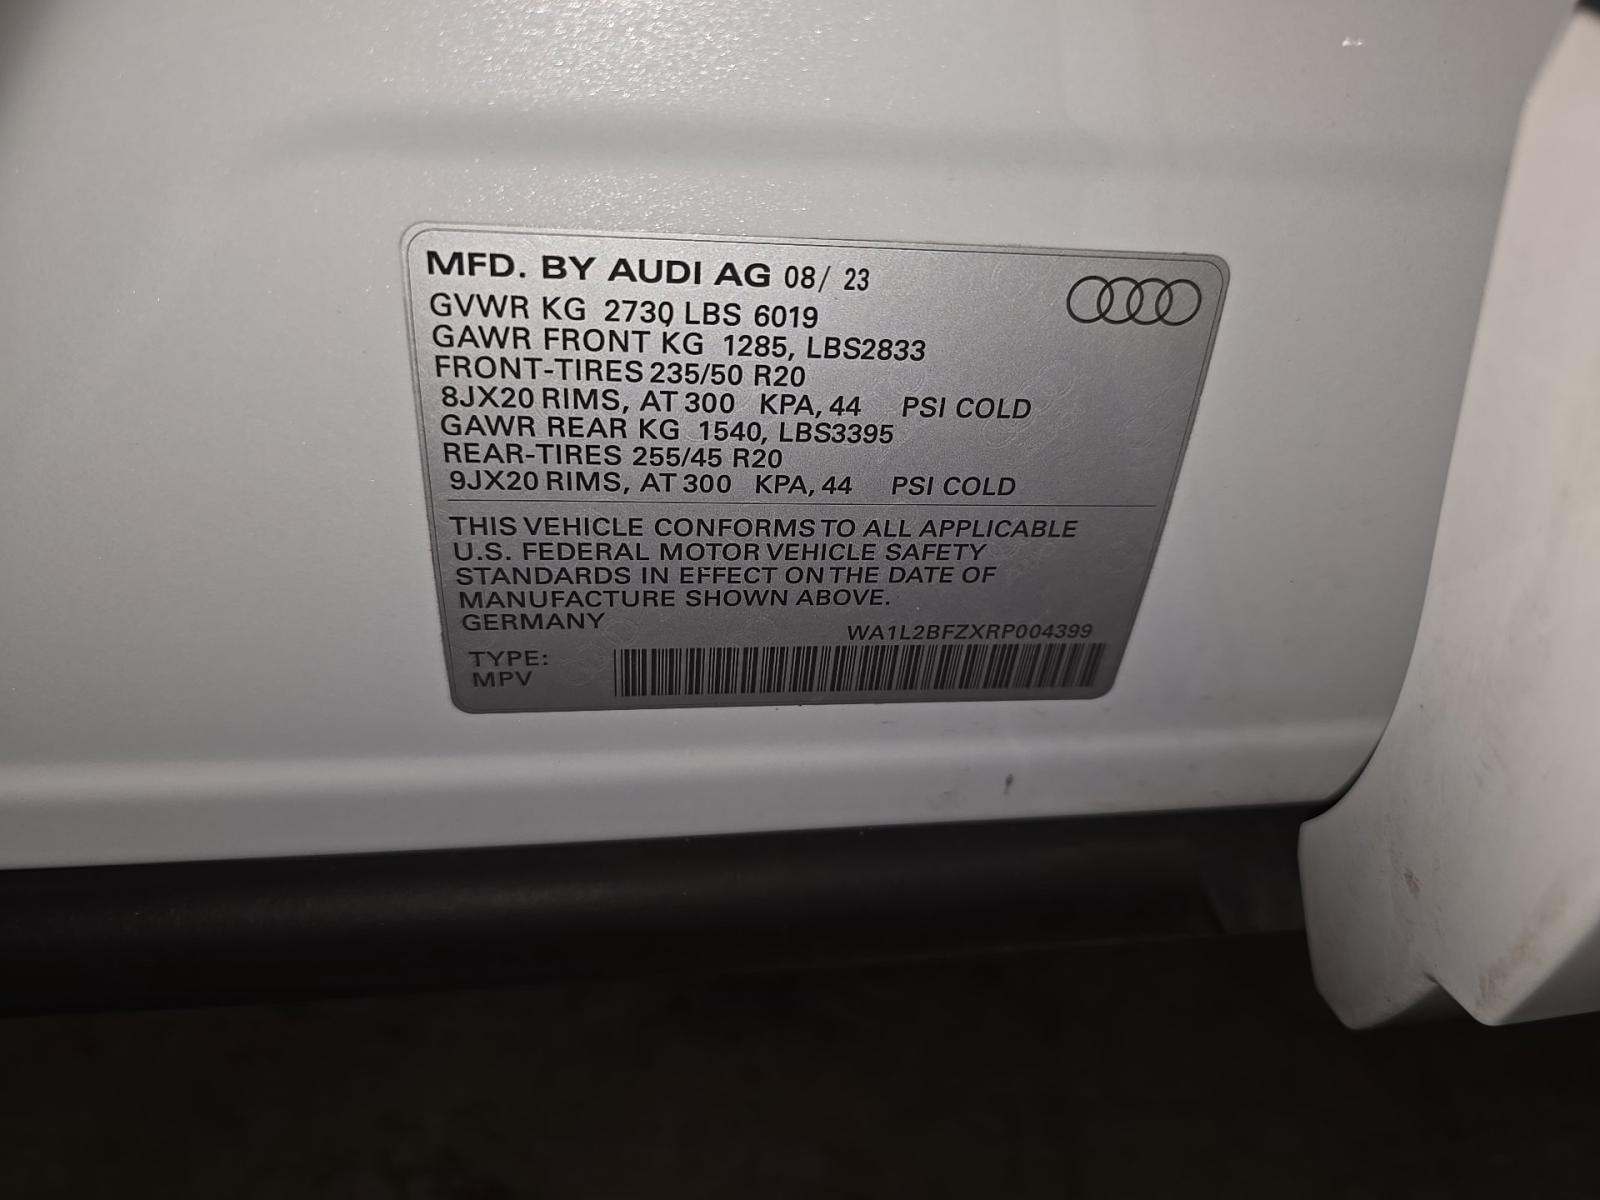 MFD. BY AUDI AG 08/ 23
GVWR KG 2730 LBS 6019
GAWR FRONT KG 1285, LBS2833
FRONT-TIRES 235/50 R20
8JX20 RIMS, AT 300 KPA, 44 PSI COLD
GAWR REAR KG 1540, LBS3395
REAR-TIRES 255/45 R20
9JX20 RIMS, AT 300 KPA, 44 PSI COLD
THIS VEHICLE CONFORMS TO ALL APPLICABLE
U.S. FEDERAL MOTOR VEHICLE SAFETY
STANDARDS IN EFFECT ON THE DATE OF
MANUFACTURE SHOWN ABOVE.
GERMANY
WA1L2BFZXRP004399
TYPE:
MPV